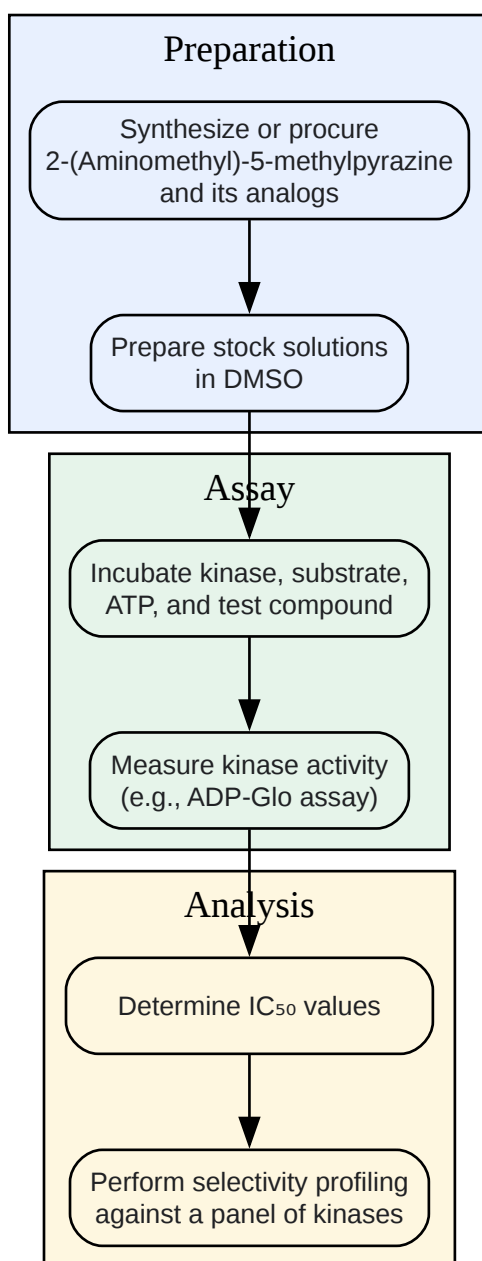 Preparation
Synthesize or procure
2-(Aminomethyl)-5-methylpyrazine
and its analogs
Prepare stock solutions
in DMSO
Assay
Incubate kinase, substrate,
ATP, and test compound
Measure kinase activity
(e.g., ADP-Glo assay)
Analysis
Determine IC₅₀ values
Perform selectivity profiling
against a panel of kinases